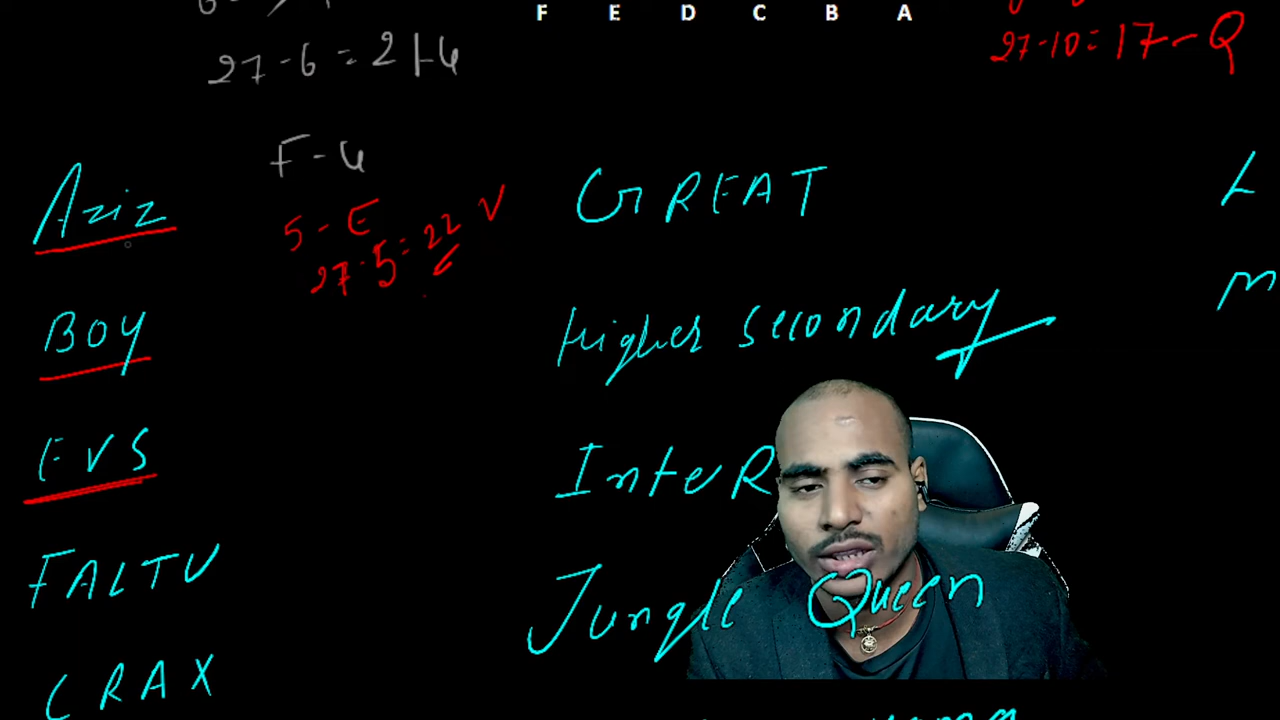 F E D C B A
27-6=21-U
27-10=17-Q
F-U
Aziz
GREAT
5-E
27-5=22 V
BOY
Higher secondary
EVS
InteR
FALTU
Jungle Queen
CRAX